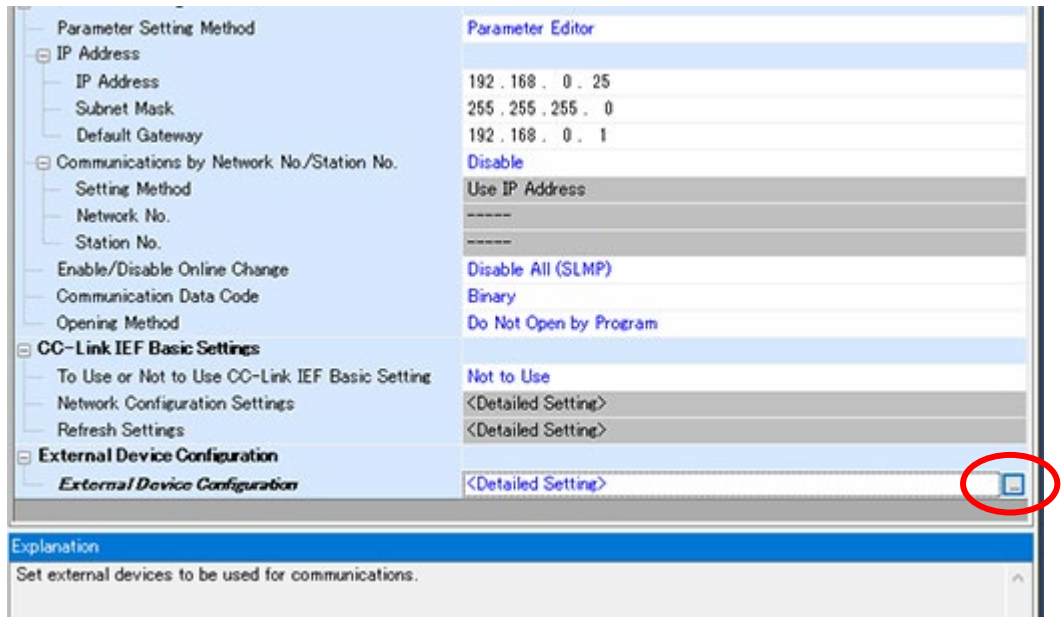 Parameter Setting Method Parameter Editor
IP Address
IP Address 192 . 168 . 0 . 25
Subnet Mask 255 . 255 . 255 . 0
Default Gateway 192 . 168 . 0 . 1
Communications by Network No./Station No. Disable
Setting Method Use IP Address
Network No. -----
Station No. -----
Enable/Disable Online Change Disable All (SLMP)
Communication Data Code Binary
Opening Method Do Not Open by Program
CC-Link IEF Basic Settings
To Use or Not to Use CC-Link IEF Basic Setting Not to Use
Network Configuration Settings <Detailed Setting>
Refresh Settings <Detailed Setting>
External Device Configuration
External Device Configuration <Detailed Setting> ...
Explanation
Set external devices to be used for communications.